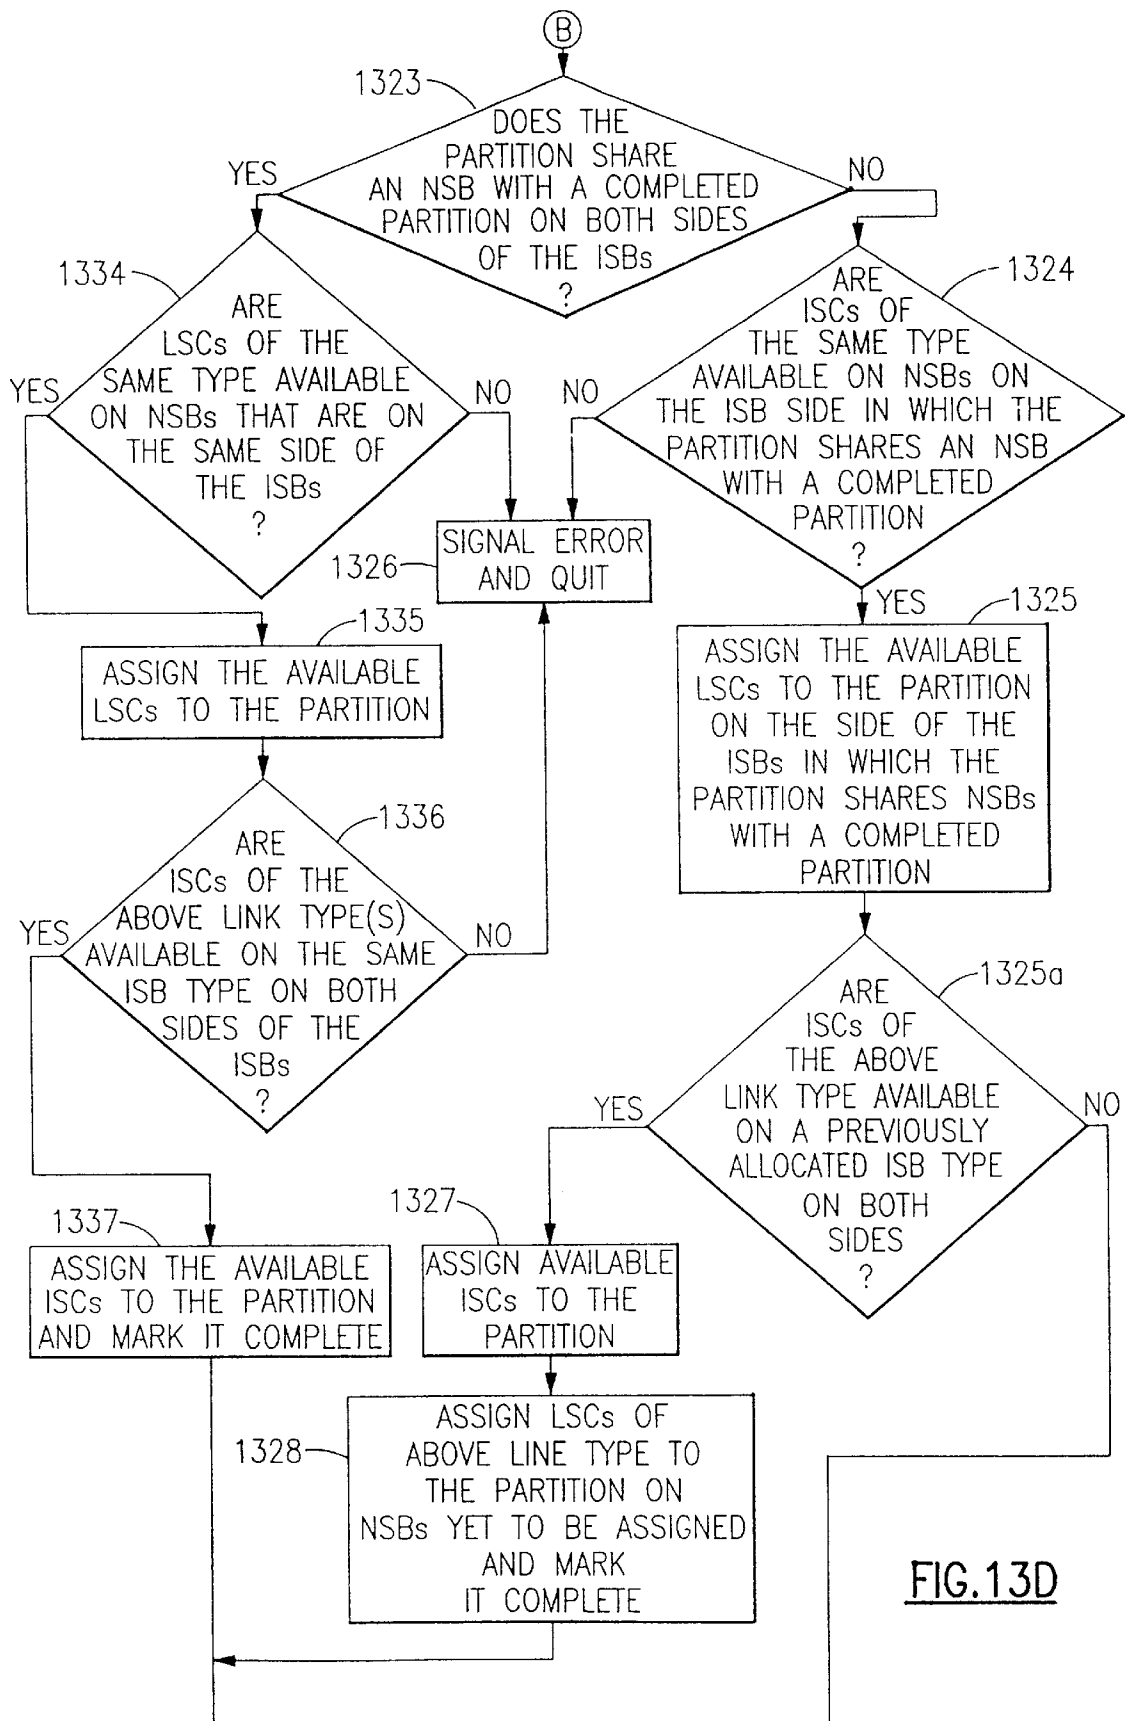 B
1323
DOES THE
PARTITION SHARE
AN NSB WITH A COMPLETED
PARTITION ON BOTH SIDES
OF THE ISBs
?
YES
NO
1334
ARE
LSCs OF THE
SAME TYPE AVAILABLE
ON NSBs THAT ARE ON
THE SAME SIDE OF
THE ISBs
?
YES
NO
1324
ARE
ISCs OF
THE SAME TYPE
AVAILABLE ON NSBs ON
THE ISB SIDE IN WHICH THE
PARTITION SHARES AN NSB
WITH A COMPLETED
PARTITION
?
NO
YES
1326
SIGNAL ERROR
AND QUIT
1335
ASSIGN THE AVAILABLE
LSCs TO THE PARTITION
1325
ASSIGN THE AVAILABLE
LSCs TO THE PARTITION
ON THE SIDE OF THE
ISBs IN WHICH THE
PARTITION SHARES NSBs
WITH A COMPLETED
PARTITION
1336
ARE
ISCs OF THE
ABOVE LINK TYPE(S)
AVAILABLE ON THE SAME
ISB TYPE ON BOTH
SIDES OF THE
ISBs
?
YES
NO
1325a
ARE
ISCs OF
THE ABOVE
LINK TYPE AVAILABLE
ON A PREVIOUSLY
ALLOCATED ISB TYPE
ON BOTH
SIDES
?
YES
NO
1337
ASSIGN THE AVAILABLE
ISCs TO THE PARTITION
AND MARK IT COMPLETE
1327
ASSIGN AVAILABLE
ISCs TO THE
PARTITION
1328
ASSIGN LSCs OF
ABOVE LINE TYPE TO
THE PARTITION ON
NSBs YET TO BE ASSIGNED
AND MARK
IT COMPLETE
FIG.13D